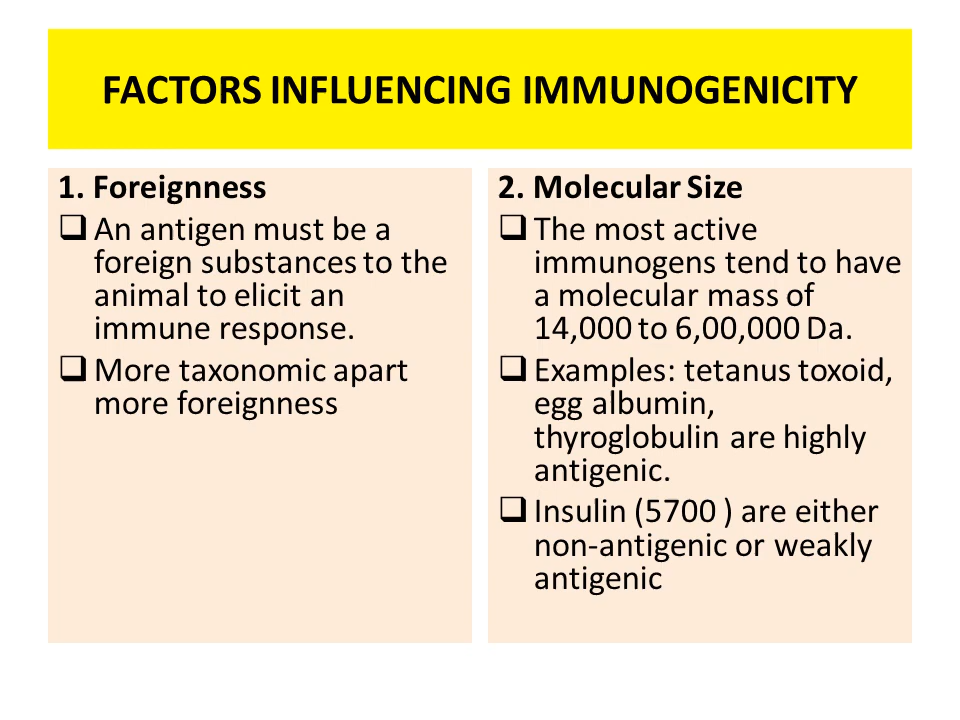 FACTORS INFLUENCING IMMUNOGENICITY
1. Foreignness
❑ An antigen must be a
foreign substances to the
animal to elicit an
immune response.
❑ More taxonomic apart
more foreignness
2. Molecular Size
❑ The most active
immunogens tend to have
a molecular mass of
14,000 to 6,00,000 Da.
❑ Examples: tetanus toxoid,
egg albumin,
thyroglobulin are highly
antigenic.
❑ Insulin (5700 ) are either
non-antigenic or weakly
antigenic